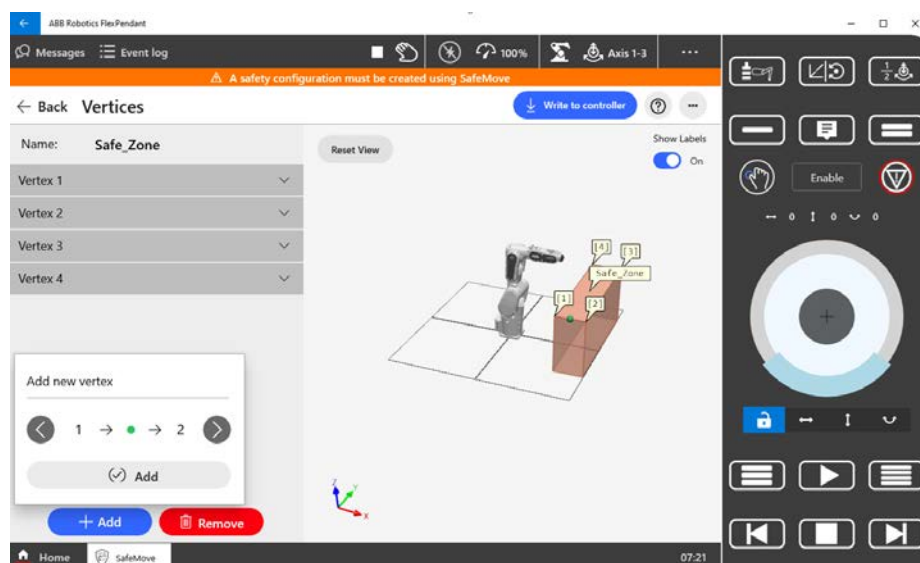 ABB Robotics FlexPendant
Messages Event log 100% Axis 1-3 ...
A safety configuration must be created using SafeMove
Back Vertices Write to controller ? ...
Name: Safe_Zone
Reset View
Show Labels
On
Vertex 1
Vertex 2
Vertex 3
Vertex 4
[4] [3]
Safe_Zone
[1] [2]
Add new vertex
1 → → 2
Add
+ Add Remove
Z Y
X
Home SafeMove 07:21
1
2
Enable
0 0 0